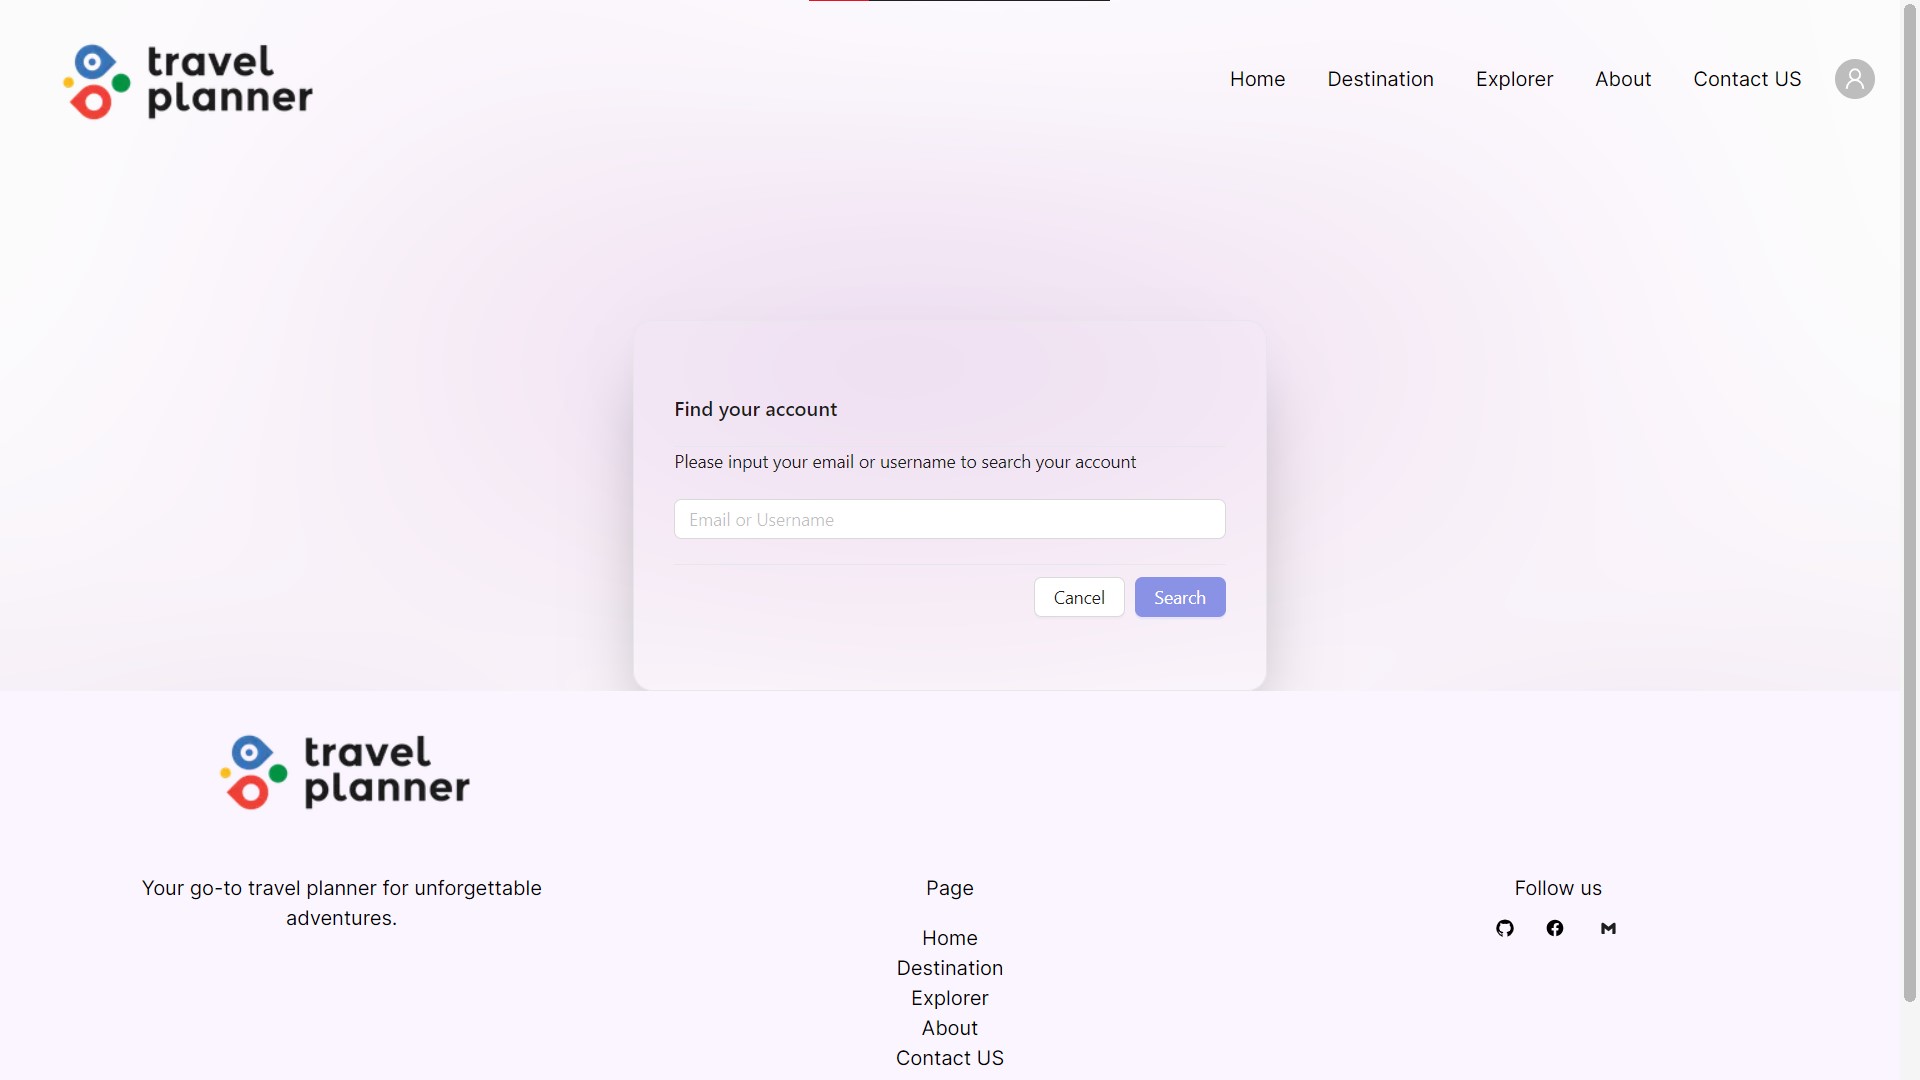 travel
planner
Home Destination Explorer About Contact US
Find your account
Please input your email or username to search your account
Email or Username
Cancel Search
travel
planner
Your go-to travel planner for unforgettable
adventures.
Page
Home
Destination
Explorer
About
Contact US
Follow us